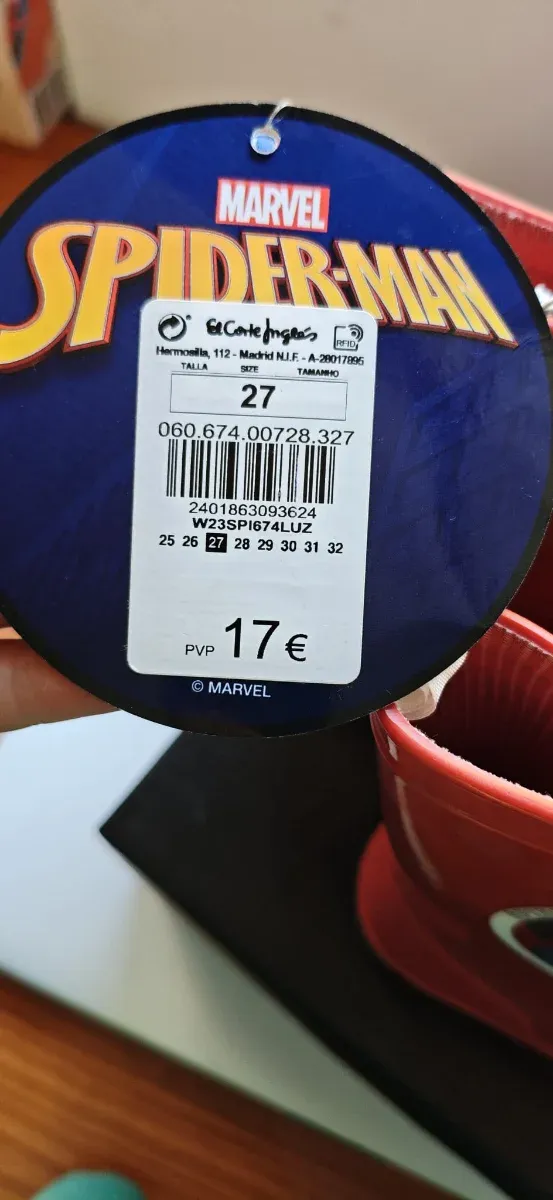 MARVEL
SPIDER-MAN
El Corte Inglés
RFID
Hermosilla, 112 - Madrid N.I.F. - A-28017895
TALLA SIZE TAMANHO
27
060.674.00728.327
2401863093624
W23SPI674LUZ
25 26 27 28 29 30 31 32
PVP 17€
© MARVEL